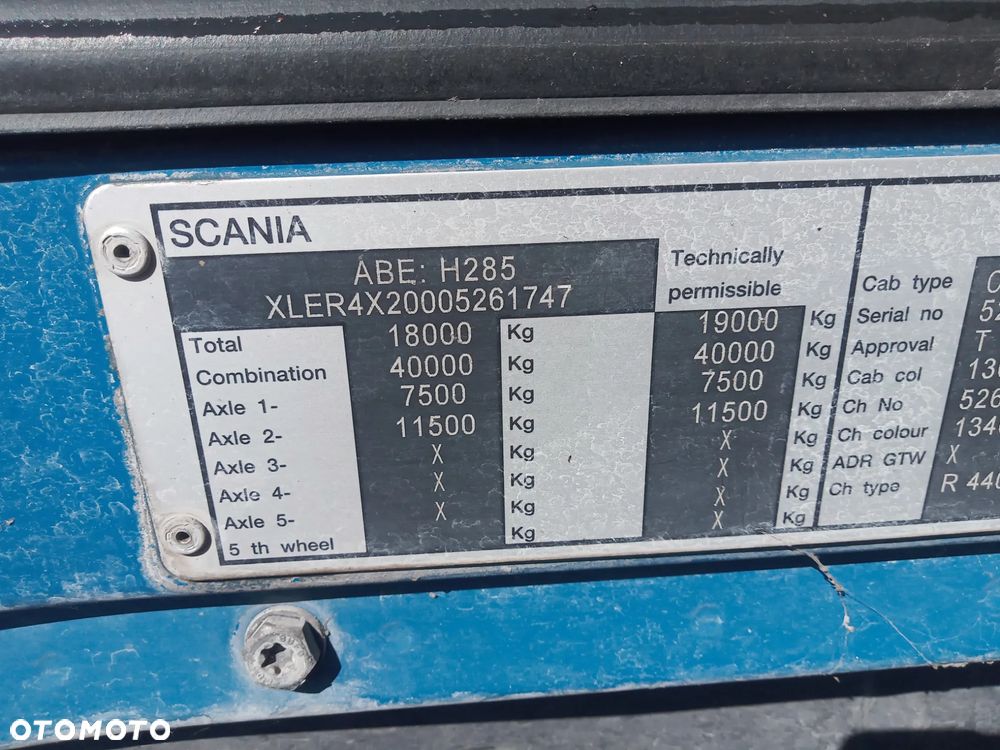 SCANIA
ABE: H285
XLER4X20005261747
Technically
permissible
Total 18000 Kg 19000 Kg
Combination 40000 Kg 40000 Kg
Axle 1- 7500 Kg 7500 Kg
Axle 2- 11500 Kg 11500 Kg
Axle 3- X Kg X Kg
Axle 4- X Kg X Kg
Axle 5- X Kg X Kg
5 th wheel Kg X Kg
Cab type
Serial no
Approval T
Cab col
Ch No 526
Ch colour 134
ADR GTW X
Ch type R 440
OTOMOTO